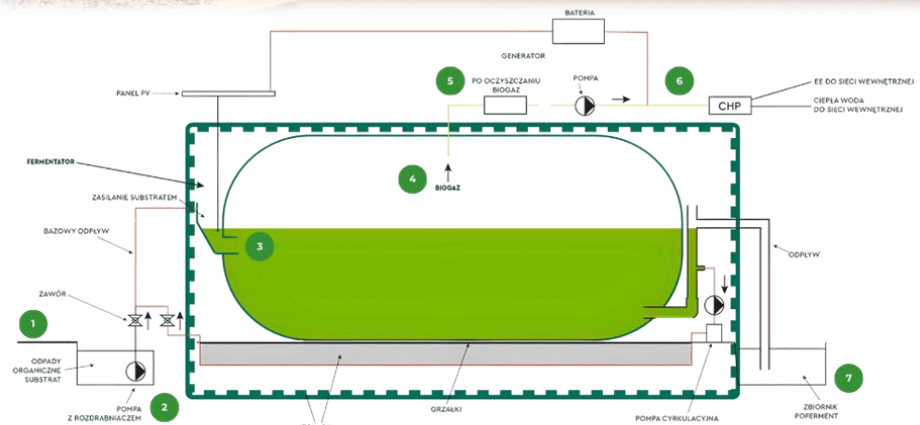 BATERIA
GENERATOR
5
PO OCZYSZCZANIU
BIOGAZ
POMPA
6
PANEL PV
CHP
EE DO SIECI WEWNĘTRZNEJ
CIEPŁA WODA
DO SIECI WEWNĘTRZNEJ
FERMENTATOR
4
BIOGAZ
ZASILANIE SUBSTRATEM
BAZOWY ODPŁYW
3
ODPŁYW
ZAWÓR
1
ODPADY
ORGANICZNE
SUBSTRAT
7
POMPA
Z ROZDRABNIACZEM
2
GRZAŁKI
POMPA CYRKULACYJNA
ZBIORNIK
POFERMENT